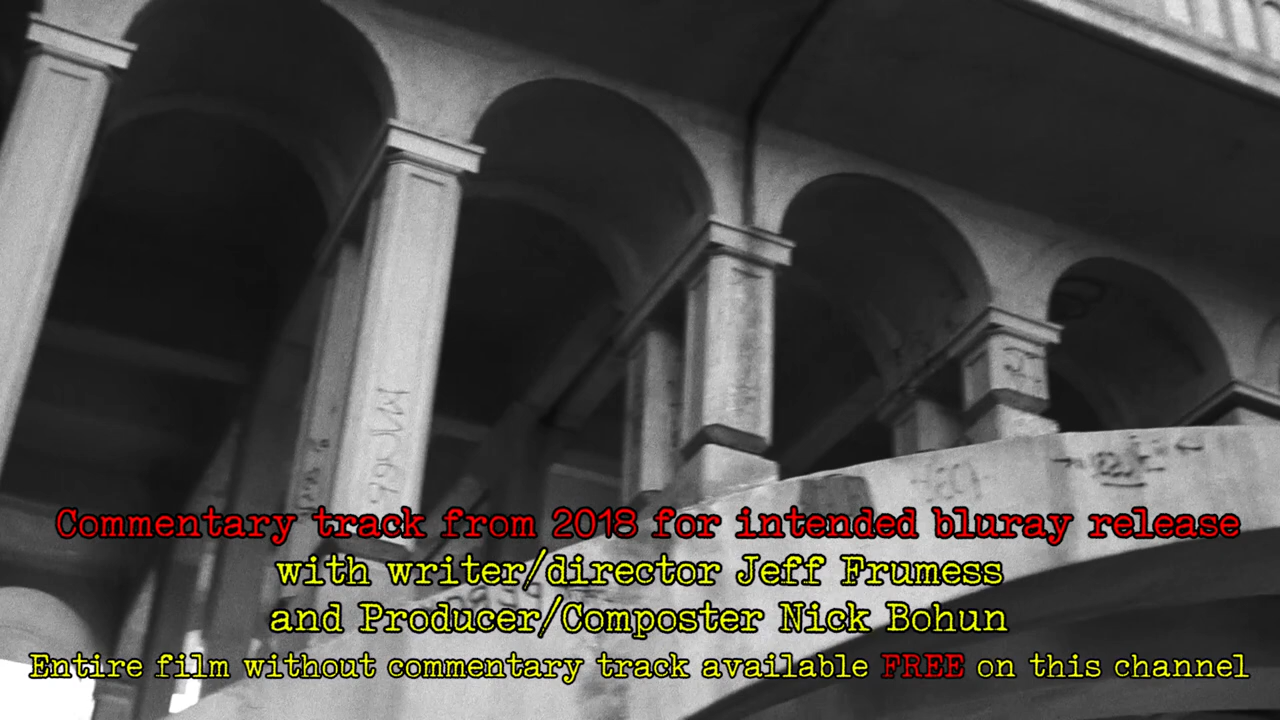 Commentary track from 2018 for intended bluray release
with writer/director Jeff Frumess
and Producer/Composter Nick Bohun
Entire film without commentary track available FREE on this channel